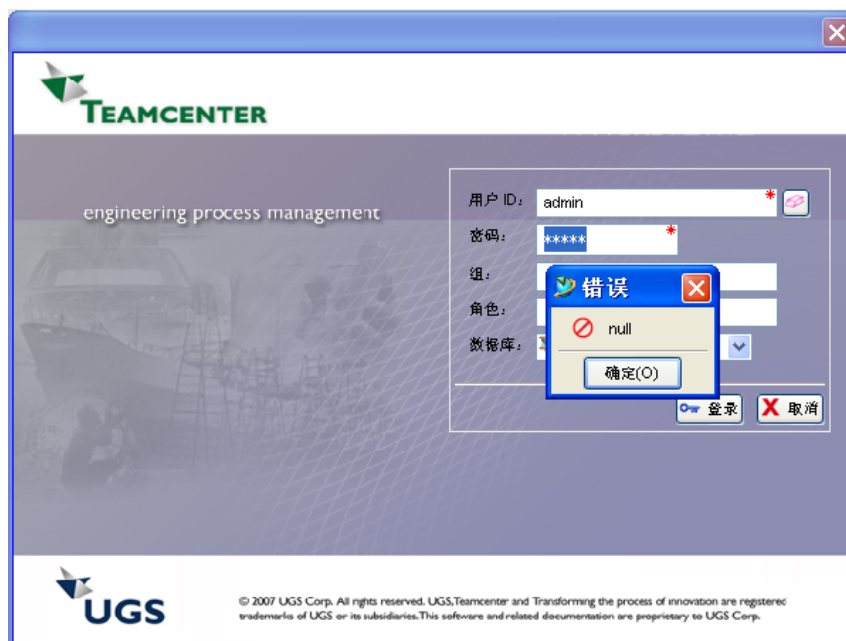 TEAMCENTER
engineering process management
用户 ID：
admin
密码：
*****
组：
角色：
数据库：
错误
null
确定(O)
登录
取消
UGS
© 2007 UGS Corp. All rights reserved. UGS,Teamcenter and Transforming the process of innovation are registered
trademarks of UGS or its subsidiaries.This software and related documentation are proprietary to UGS Corp.